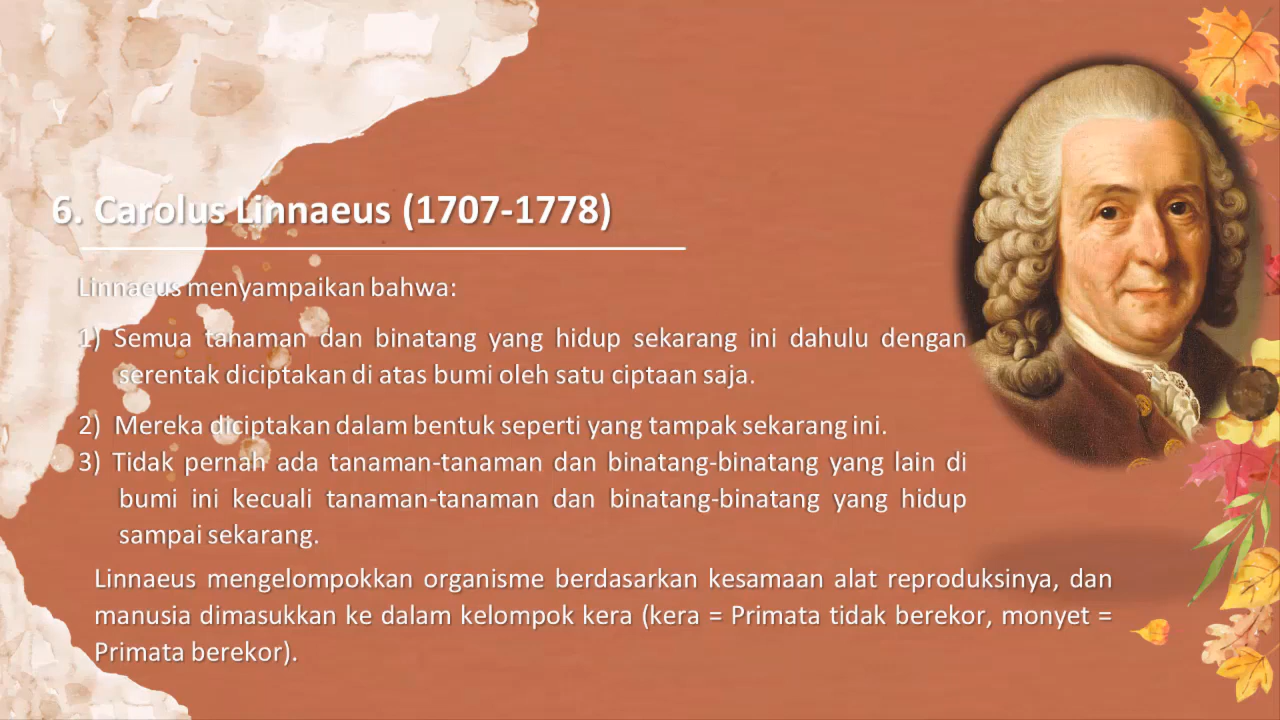 6. Carolus Linnaeus (1707-1778)
Linnaeus menyampaikan bahwa:
1) Semua tanaman dan binatang yang hidup sekarang ini dahulu dengan
serentak diciptakan di atas bumi oleh satu ciptaan saja.
2) Mereka diciptakan dalam bentuk seperti yang tampak sekarang ini.
3) Tidak pernah ada tanaman-tanaman dan binatang-binatang yang lain di
bumi ini kecuali tanaman-tanaman dan binatang-binatang yang hidup
sampai sekarang.
Linnaeus mengelompokkan organisme berdasarkan kesamaan alat reproduksinya, dan
manusia dimasukkan ke dalam kelompok kera (kera = Primata tidak berekor, monyet =
Primata berekor).